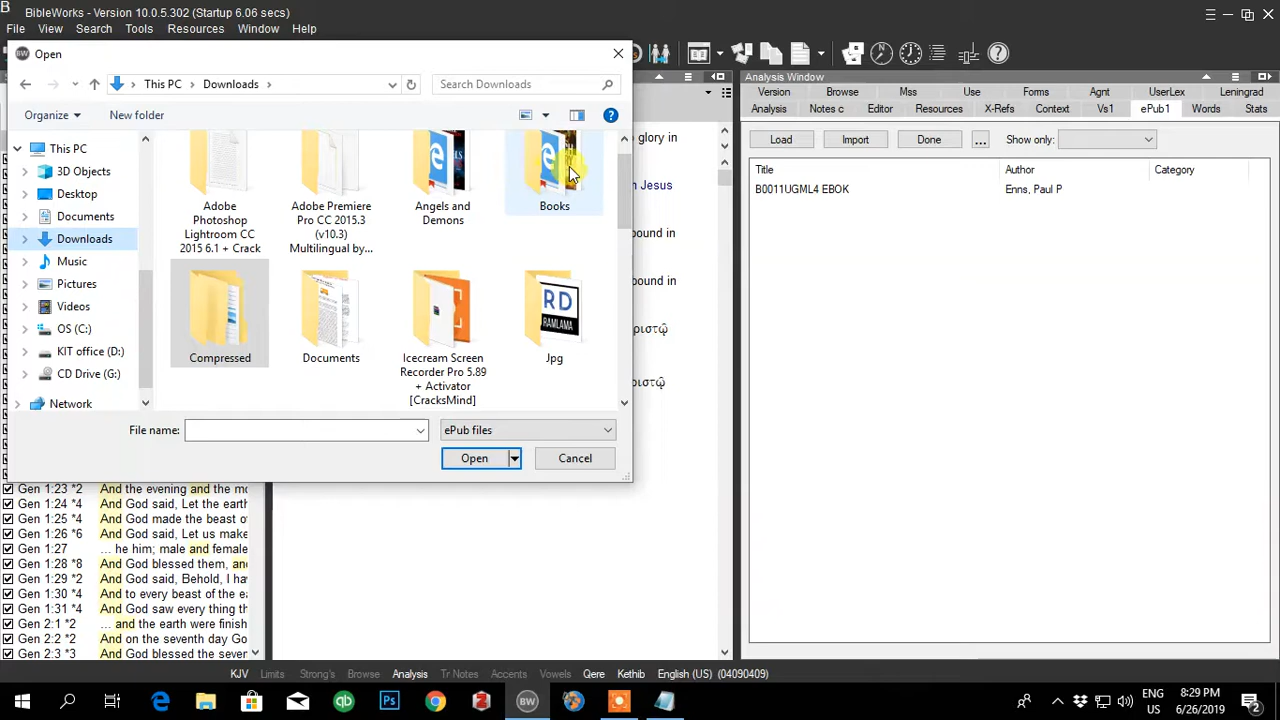 BibleWorks - Version 10.0.5.302 (Startup 6.06 secs)
File View Search Tools Resources Window Help
BW Open
This PC Downloads
Search Downloads
Organize New folder
This PC
3D Objects
Desktop
Documents
Downloads
Music
Pictures
Videos
OS (C:)
KIT office (D:)
CD Drive (G:)
Network
Adobe
Photoshop
Lightroom CC
2015 6.1 + Crack
Adobe Premiere
Pro CC 2015.3
(v10.3)
Multilingual by...
Angels and
Demons
Books
Compressed
Documents
Icecream Screen
Recorder Pro 5.89
+ Activator
[CracksMind]
RD
RAMLAMA
Jpg
File name:
ePub files
Open Cancel
to glory in
n Jesus
bound in
bound in
ριστῷ
ριστῷ
Gen 1:23 *2 And the evening and the mo
Gen 1:24 *4 And God said, Let the earth
Gen 1:25 *4 And God made the beast of
Gen 1:26 *6 And God said, Let us make
Gen 1:27 ... he him; male and female
Gen 1:28 *8 And God blessed them, and
Gen 1:29 *2 And God said, Behold, I hav
Gen 1:30 *4 And to every beast of the ea
Gen 1:31 *4 And God saw every thing th
Gen 2:1 *2 ... and the earth were finish
Gen 2:2 *2 And on the seventh day Go
Gen 2:3 *3 And God blessed the seven
Analysis Window
Version Browse Mss Use Forms Agnt UserLex Leningrad
Analysis Notes c Editor Resources X-Refs Context Vs1 ePub1 Words Stats
Load Import Done ... Show only:
Title Author Category
B0011UGML4 EBOK Enns, Paul P
KJV Limits Strong's Browse Analysis Tr Notes Accents Vowels Qere Kethib English (US) (04090409)
ENG
US
8:29 PM
6/26/2019
2